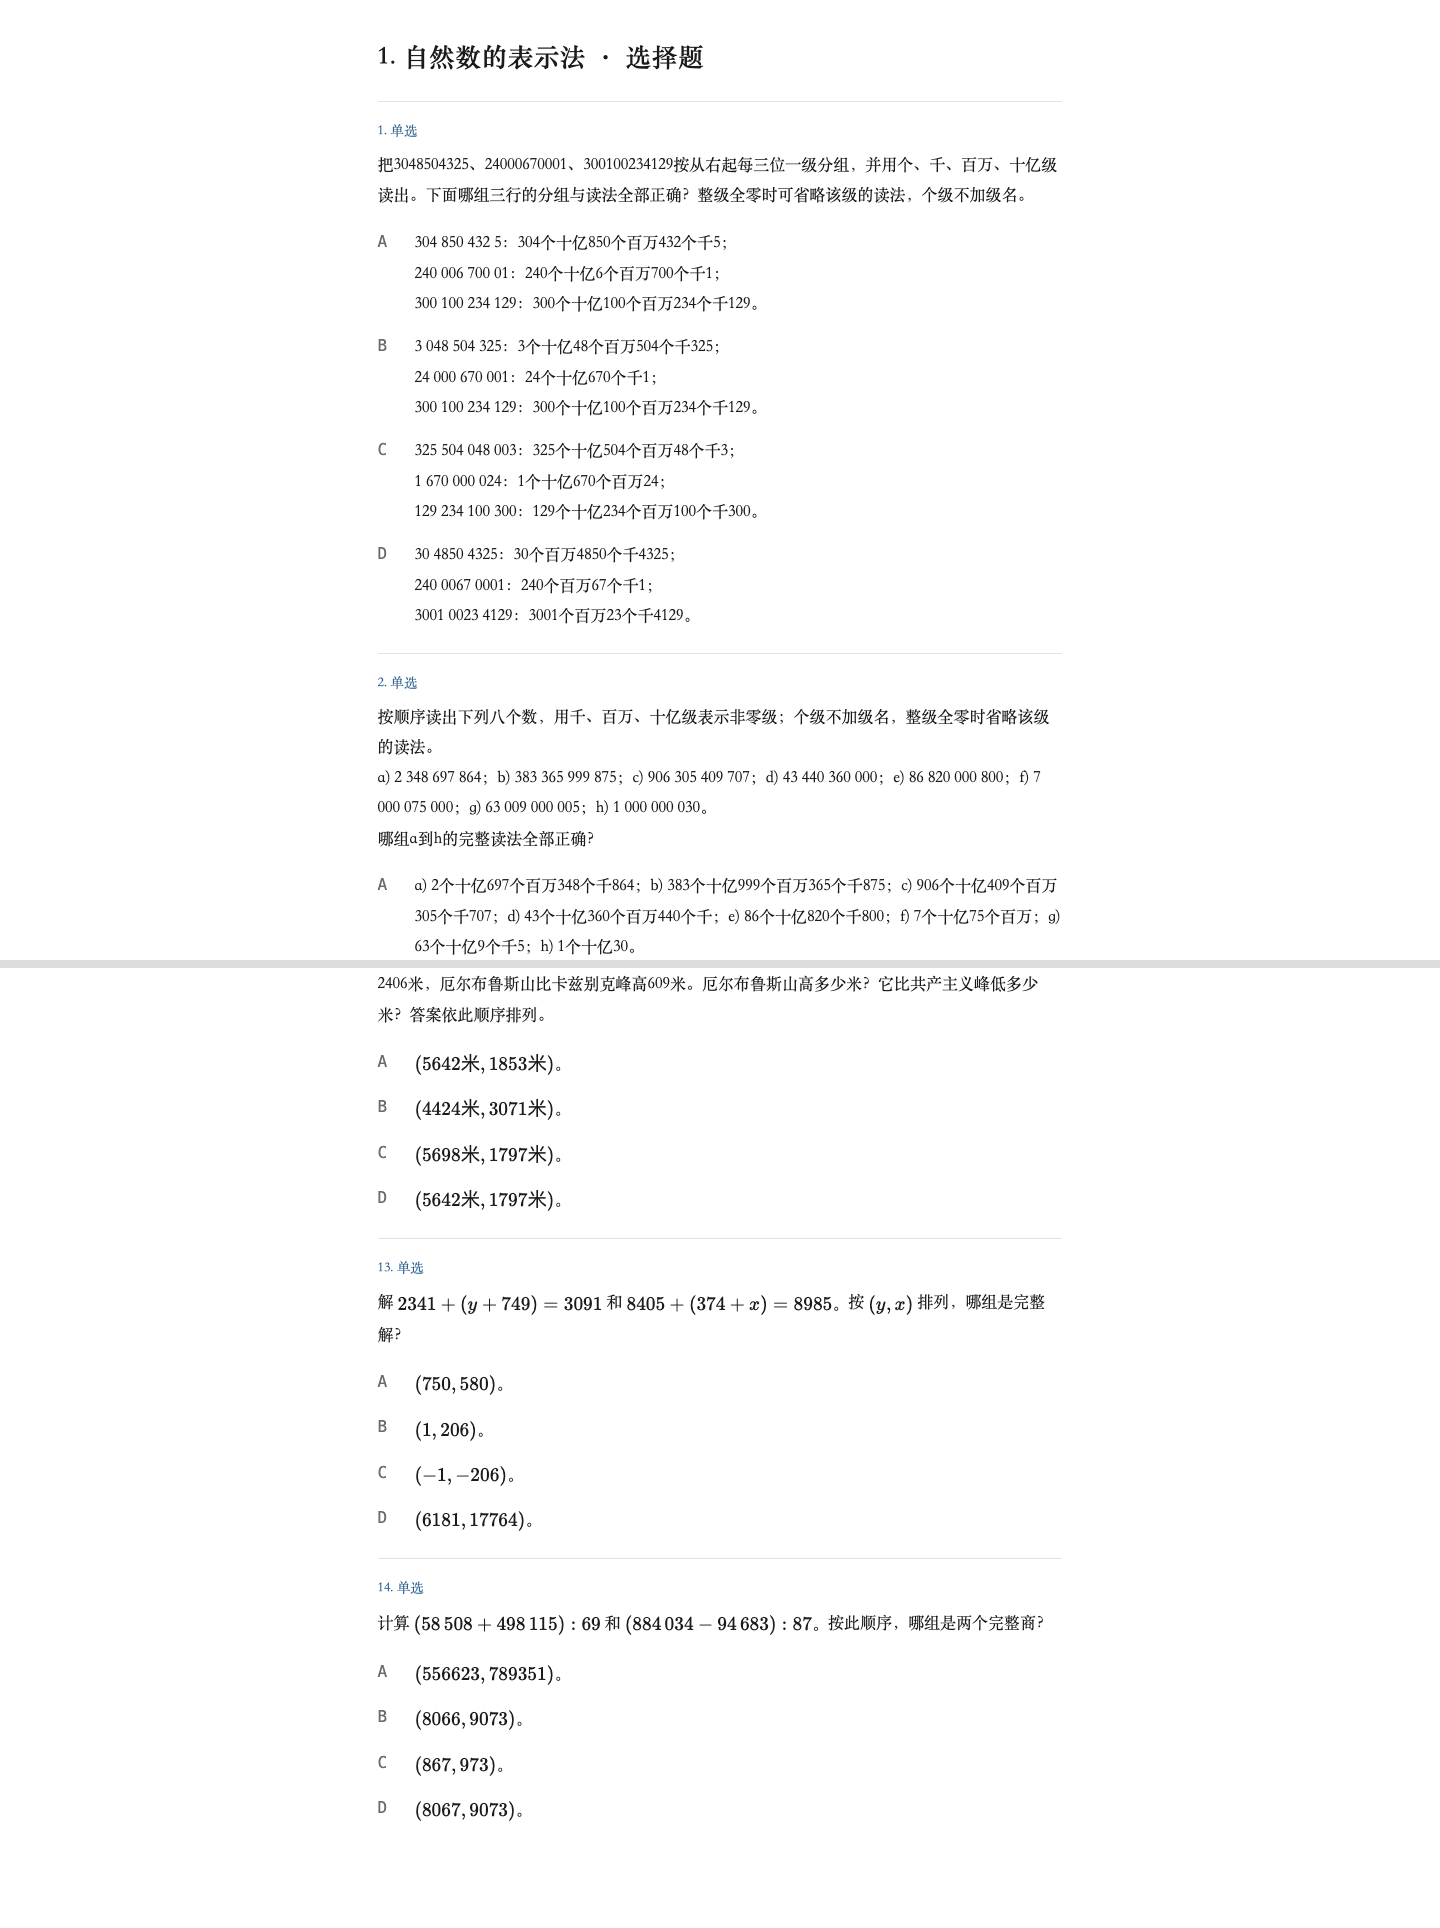 1. 自然数的表示法 · 选择题
1. 单选
把3048504325、24000670001、300100234129按从右起每三位一级分组，并用个、千、百万、十亿级
读出。下面哪组三行的分组与读法全部正确？整级全零时可省略该级的读法，个级不加级名。
A 304 850 432 5：304个十亿850个百万432个千5；
240 006 700 01：240个十亿6个百万700个千1；
300 100 234 129：300个十亿100个百万234个千129。
B 3 048 504 325：3个十亿48个百万504个千325；
24 000 670 001：24个十亿670个千1；
300 100 234 129：300个十亿100个百万234个千129。
C 325 504 048 003：325个十亿504个百万48个千3；
1 670 000 024：1个十亿670个百万24；
129 234 100 300：129个十亿234个百万100个千300。
D 30 4850 4325：30个百万4850个千4325；
240 0067 0001：240个百万67个千1；
3001 0023 4129：3001个百万23个千4129。
2. 单选
按顺序读出下列八个数，用千、百万、十亿级表示非零级；个级不加级名，整级全零时省略该级
的读法。
a) 2 348 697 864；b) 383 365 999 875；c) 906 305 409 707；d) 43 440 360 000；e) 86 820 000 800；f) 7
000 075 000；g) 63 009 000 005；h) 1 000 000 030。
哪组a到h的完整读法全部正确？
A a) 2个十亿697个百万348个千864；b) 383个十亿999个百万365个千875；c) 906个十亿409个百万
305个千707；d) 43个十亿360个百万440个千；e) 86个十亿820个千800；f) 7个十亿75个百万；g)
63个十亿9个千5；h) 1个十亿30。
2406米，厄尔布鲁斯山比卡兹别克峰高609米。厄尔布鲁斯山高多少米？它比共产主义峰低多少
米？答案依此顺序排列。
A (5642米, 1853米)。
B (4424米, 3071米)。
C (5698米, 1797米)。
D (5642米, 1797米)。
13. 单选
解 2341 + (y + 749) = 3091 和 8405 + (374 + x) = 8985。按 (y, x) 排列，哪组是完整
解？
A (750, 580)。
B (1, 206)。
C (−1, −206)。
D (6181, 17764)。
14. 单选
计算 (58 508 + 498 115) : 69 和 (884 034 − 94 683) : 87。按此顺序，哪组是两个完整商？
A (556623, 789351)。
B (8066, 9073)。
C (867, 973)。
D (8067, 9073)。